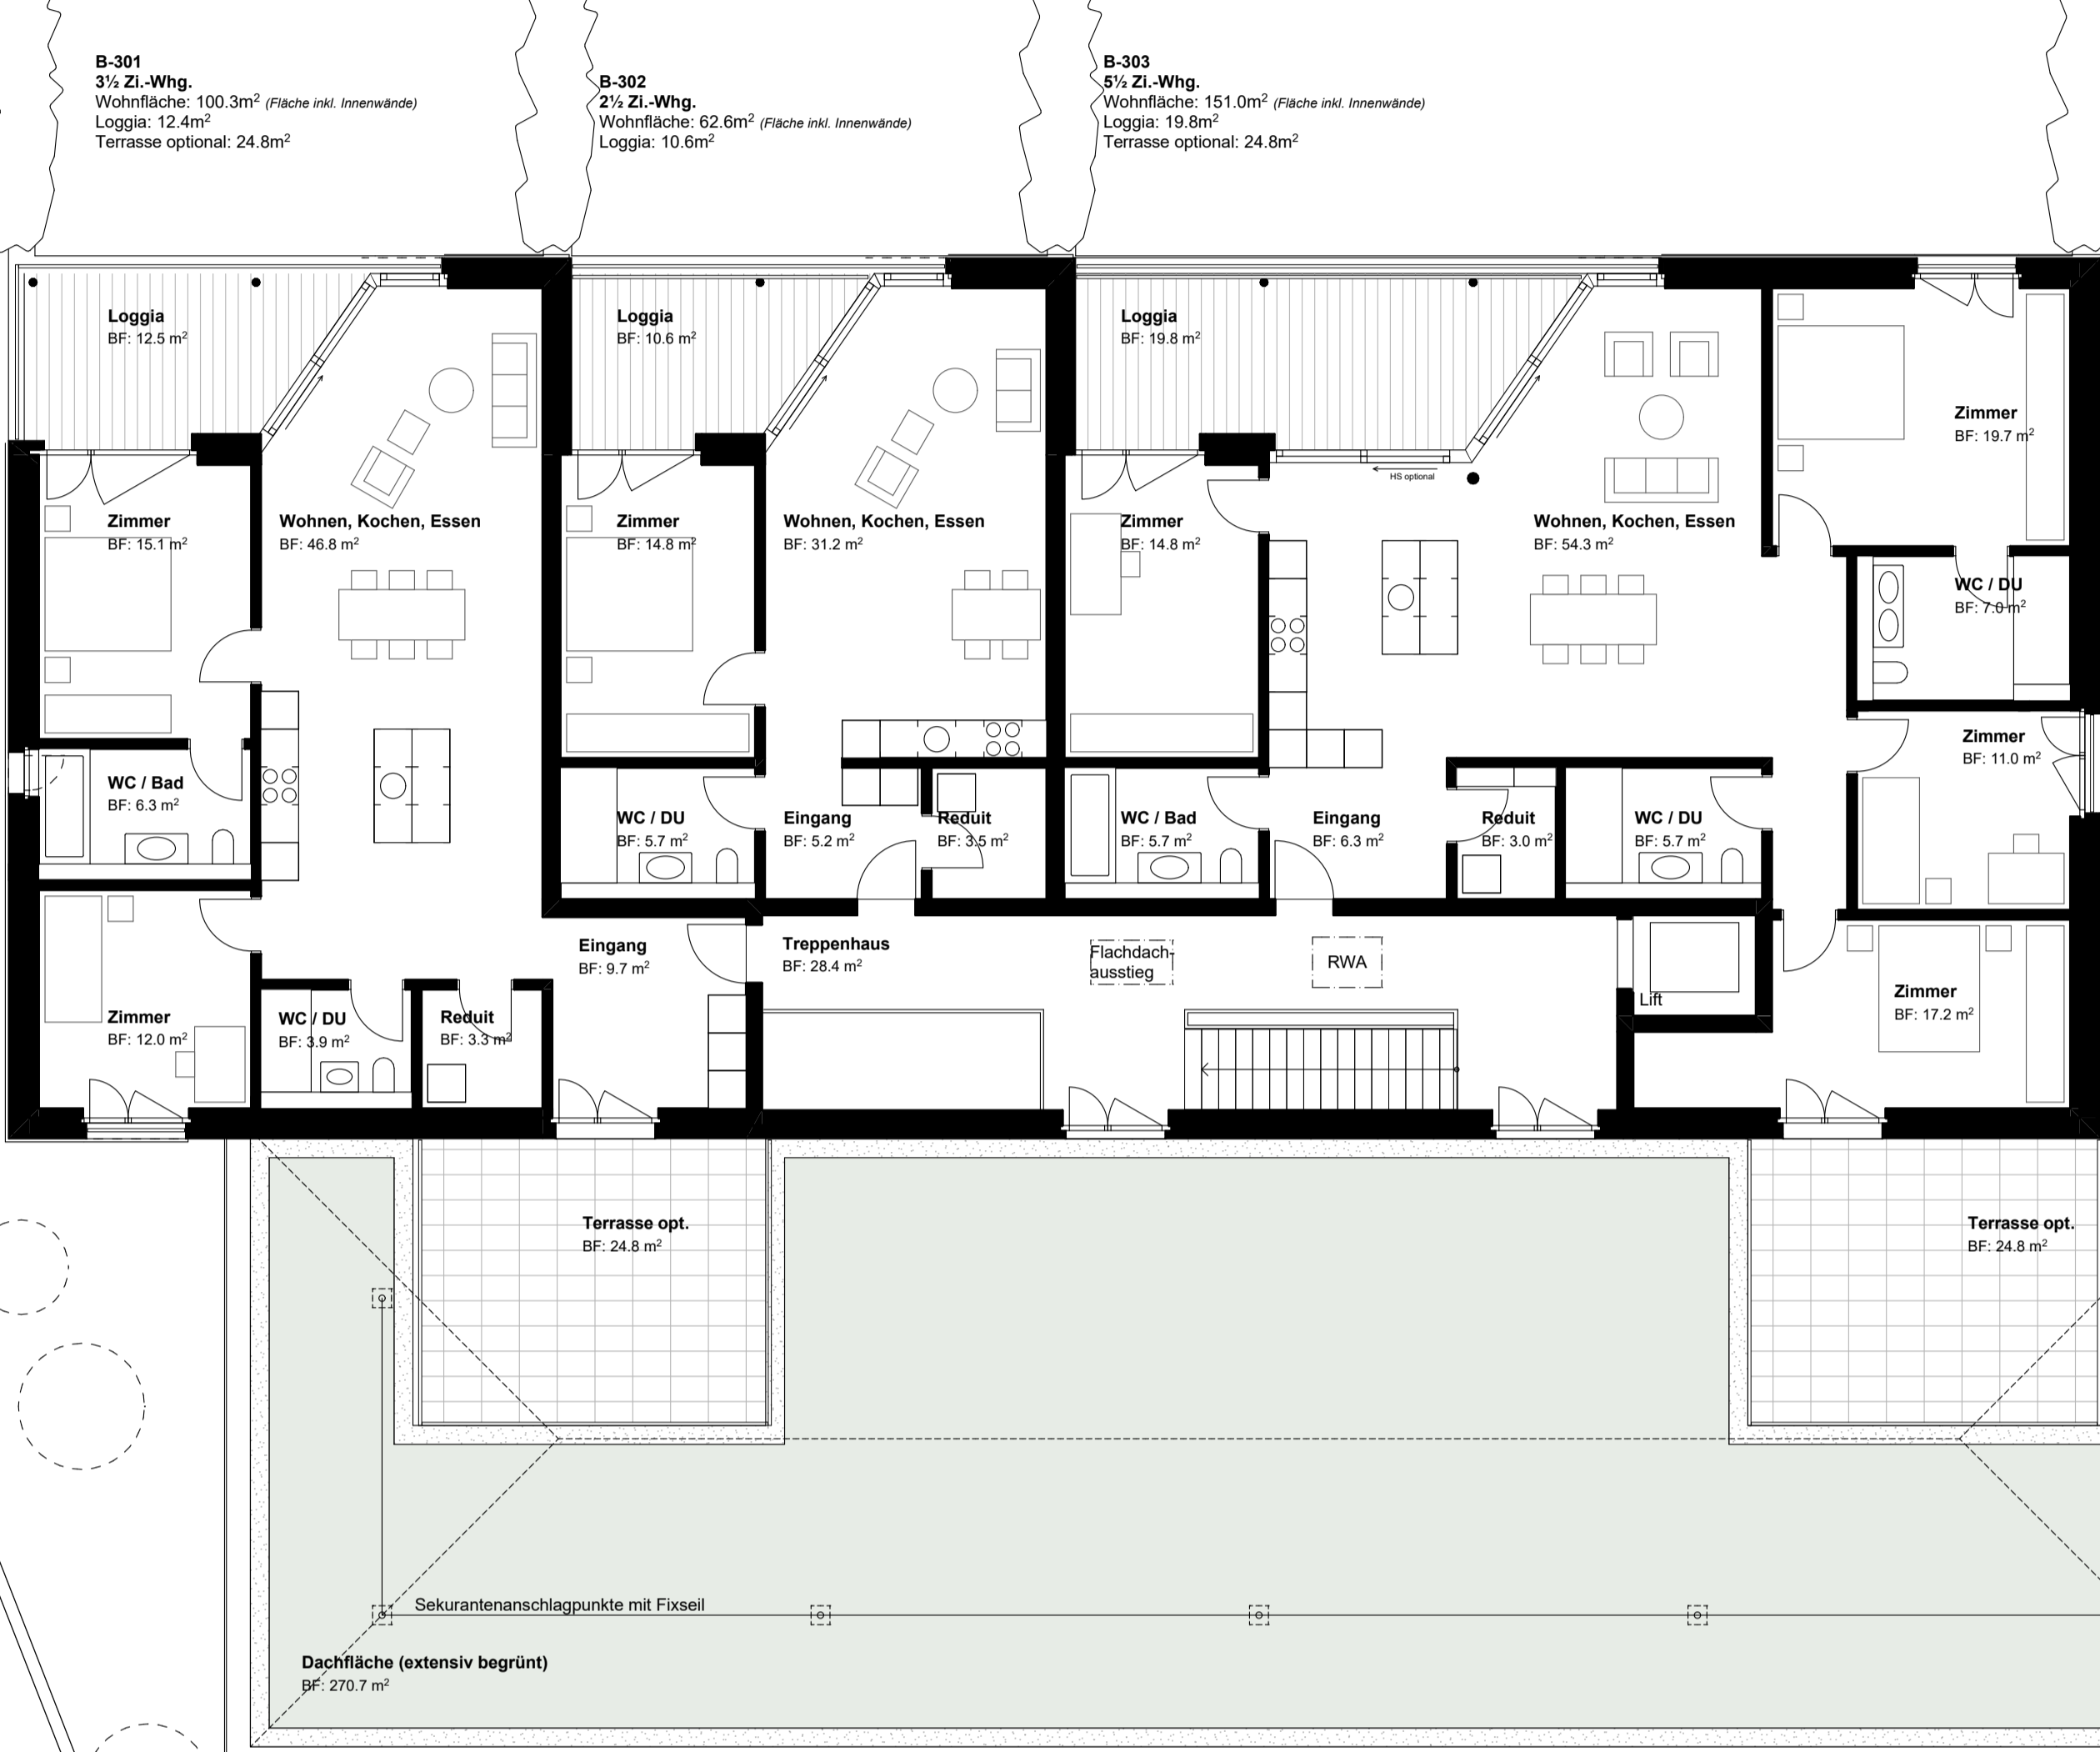 B-301
3½ Zi.-Whg.
Wohnfläche: 100.3m² (Fläche inkl. Innenwände)
Loggia: 12.4m²
Terrasse optional: 24.8m²
B-302
2½ Zi.-Whg.
Wohnfläche: 62.6m² (Fläche inkl. Innenwände)
Loggia: 10.6m²
B-303
5½ Zi.-Whg.
Wohnfläche: 151.0m² (Fläche inkl. Innenwände)
Loggia: 19.8m²
Terrasse optional: 24.8m²
Loggia
BF: 12.5 m²
Loggia
BF: 10.6 m²
Loggia
BF: 19.8 m²
Zimmer
BF: 19.7 m²
HS optional
Zimmer
BF: 15.1 m²
Wohnen, Kochen, Essen
BF: 46.8 m²
Zimmer
BF: 14.8 m²
Wohnen, Kochen, Essen
BF: 31.2 m²
Zimmer
BF: 14.8 m²
Wohnen, Kochen, Essen
BF: 54.3 m²
WC / DU
BF: 7.0 m²
Zimmer
BF: 11.0 m²
WC / Bad
BF: 6.3 m²
WC / DU
BF: 5.7 m²
Eingang
BF: 5.2 m²
Reduit
BF: 3.5 m²
WC / Bad
BF: 5.7 m²
Eingang
BF: 6.3 m²
Reduit
BF: 3.0 m²
WC / DU
BF: 5.7 m²
Eingang
BF: 9.7 m²
Treppenhaus
BF: 28.4 m²
Flachdach-
ausstieg
RWA
Lift
Zimmer
BF: 17.2 m²
Zimmer
BF: 12.0 m²
WC / DU
BF: 3.9 m²
Reduit
BF: 3.3 m²
Terrasse opt.
BF: 24.8 m²
Terrasse opt.
BF: 24.8 m²
Sekurantenanschlagpunkte mit Fixseil
Dachfläche (extensiv begrünt)
BF: 270.7 m²